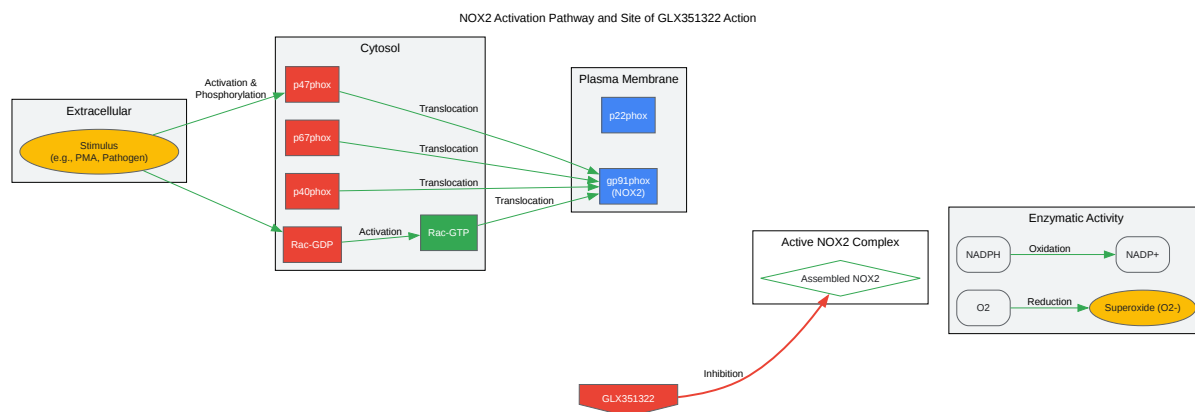 NOX2 Activation Pathway and Site of GLX351322 Action
Extracellular
Stimulus
(e.g., PMA, Pathogen)
Activation &
Phosphorylation
Cytosol
p47phox
p67phox
p40phox
Rac-GDP
Activation
Rac-GTP
Translocation
Translocation
Translocation
Translocation
Plasma Membrane
p22phox
gp91phox
(NOX2)
Active NOX2 Complex
Assembled NOX2
Inhibition
GLX351322
Enzymatic Activity
NADPH
Oxidation
NADP+
O2
Reduction
Superoxide (O2-)